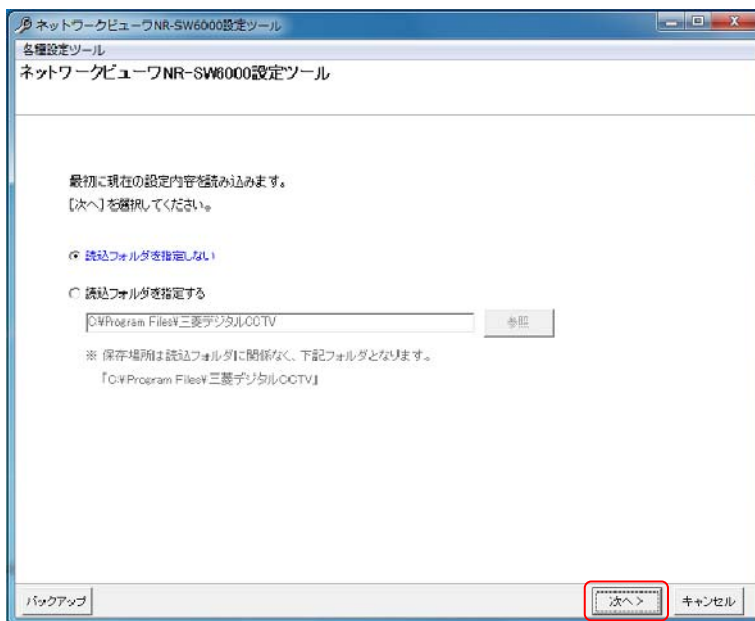 ネットワークビューワNR-SW6000設定ツール
各種設定ツール
ネットワークビューワNR-SW6000設定ツール
最初に現在の設定内容を読み込みます。
[次へ]を選択してください。
読込フォルダを指定しない
読込フォルダを指定する
C:¥Program Files¥三菱デジタルCCTV
参照
※ 保存場所は読込フォルダに関係なく、下記フォルダとなります。
『C:¥Program Files¥三菱デジタルCCTV』
バックアップ
次へ>
キャンセル